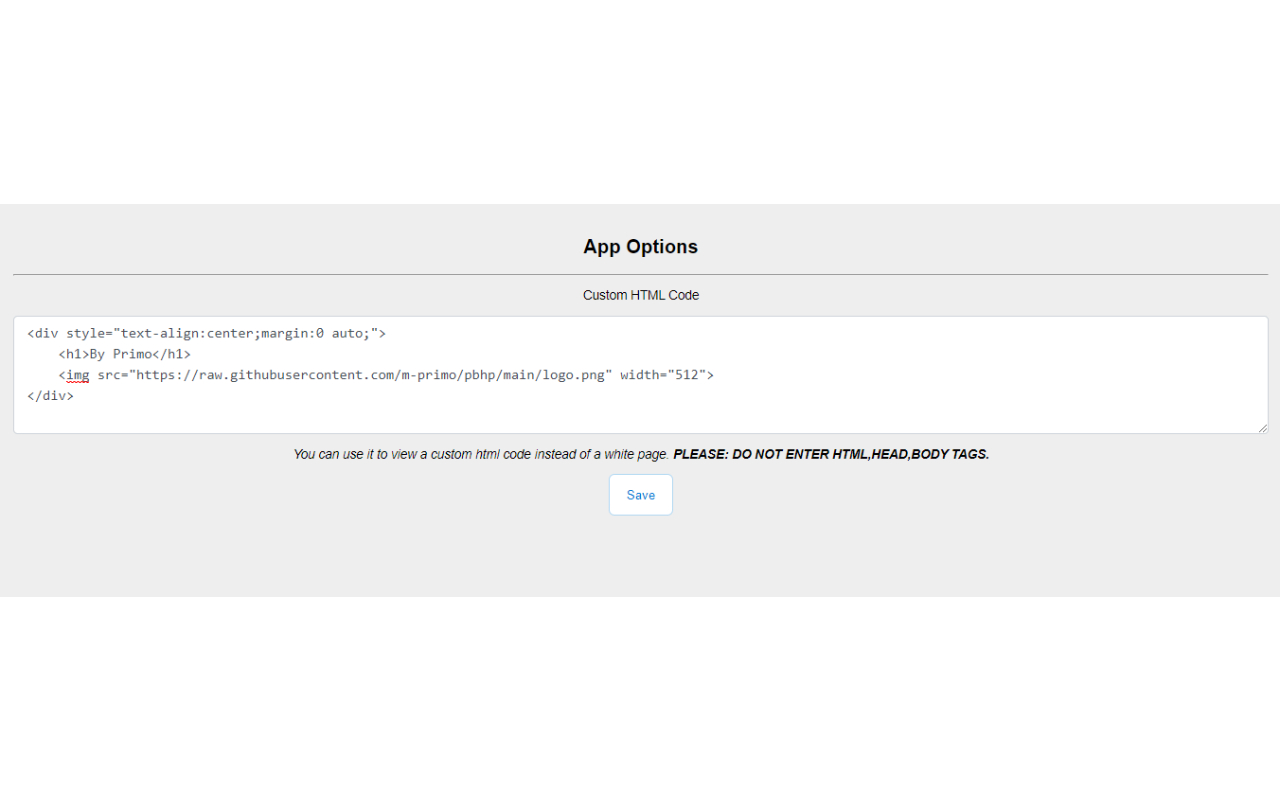 App Options
Custom HTML Code
<div style="text-align:center;margin:0 auto;">
    <h1>By Primo</h1>
    <img src="https://raw.githubusercontent.com/m-primo/pbhp/main/logo.png" width="512">
</div>
You can use it to view a custom html code instead of a white page. PLEASE: DO NOT ENTER HTML,HEAD,BODY TAGS.
Save